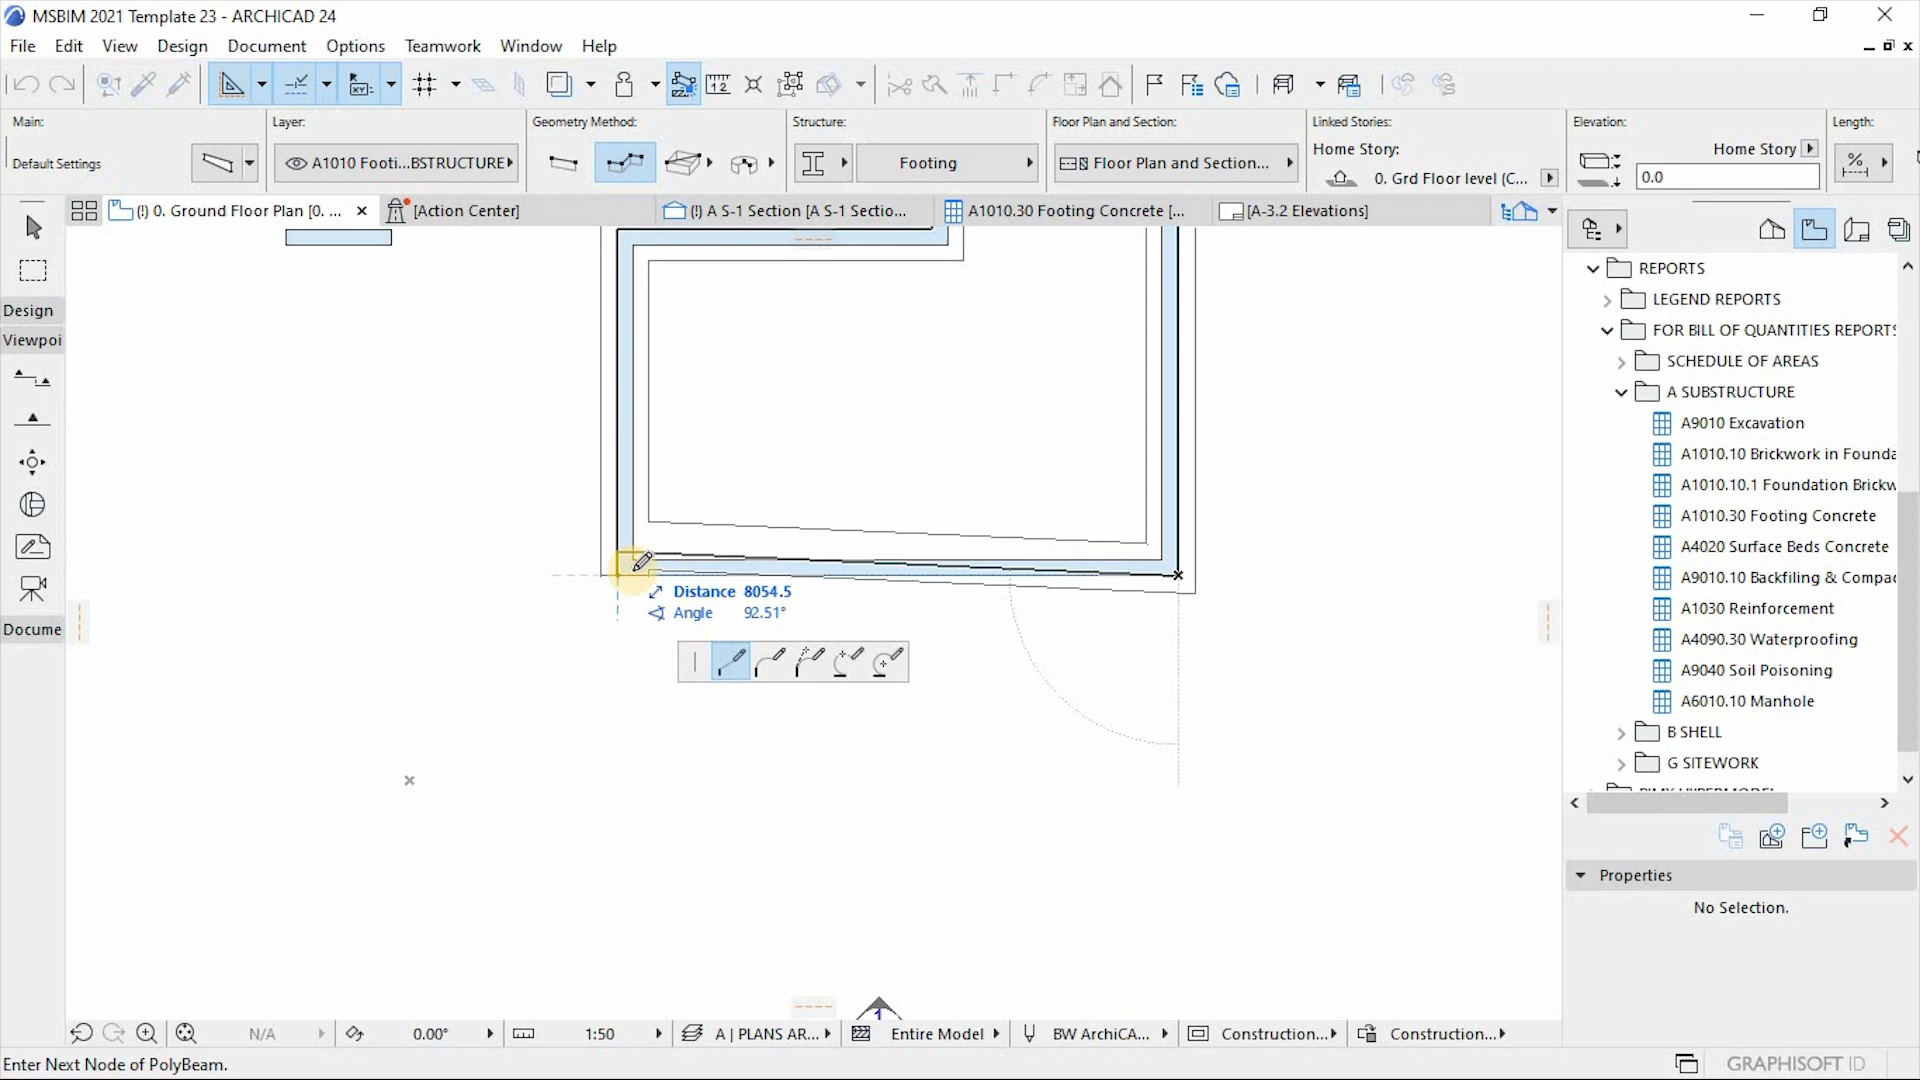 MSBIM 2021 Template 23 - ARCHICAD 24
File Edit View Design Document Options Teamwork Window Help
Main: Layer: Geometry Method: Structure: Floor Plan and Section: Linked Stories: Elevation: Length:
Default Settings A1010 Footi...BSTRUCTURE Footing Floor Plan and Section... Home Story: Home Story
0. Grd Floor level (C... 0.0
(!) 0. Ground Floor Plan [0. ... [Action Center] (!) A S-1 Section [A S-1 Sectio... A1010.30 Footing Concrete [... [A-3.2 Elevations]
Design
Viewpoi
Docume
Distance 8054.5
Angle 92.51°
1
REPORTS
LEGEND REPORTS
FOR BILL OF QUANTITIES REPORTS
SCHEDULE OF AREAS
A SUBSTRUCTURE
A9010 Excavation
A1010.10 Brickwork in Founda
A1010.10.1 Foundation Brickw
A1010.30 Footing Concrete
A4020 Surface Beds Concrete
A9010.10 Backfiling & Compac
A1030 Reinforcement
A4090.30 Waterproofing
A9040 Soil Poisoning
A6010.10 Manhole
B SHELL
G SITEWORK
Properties
No Selection.
N/A 0.00° 1:50 A | PLANS AR... Entire Model BW ArchiCA... Construction... Construction...
Enter Next Node of PolyBeam. GRAPHISOFT ID